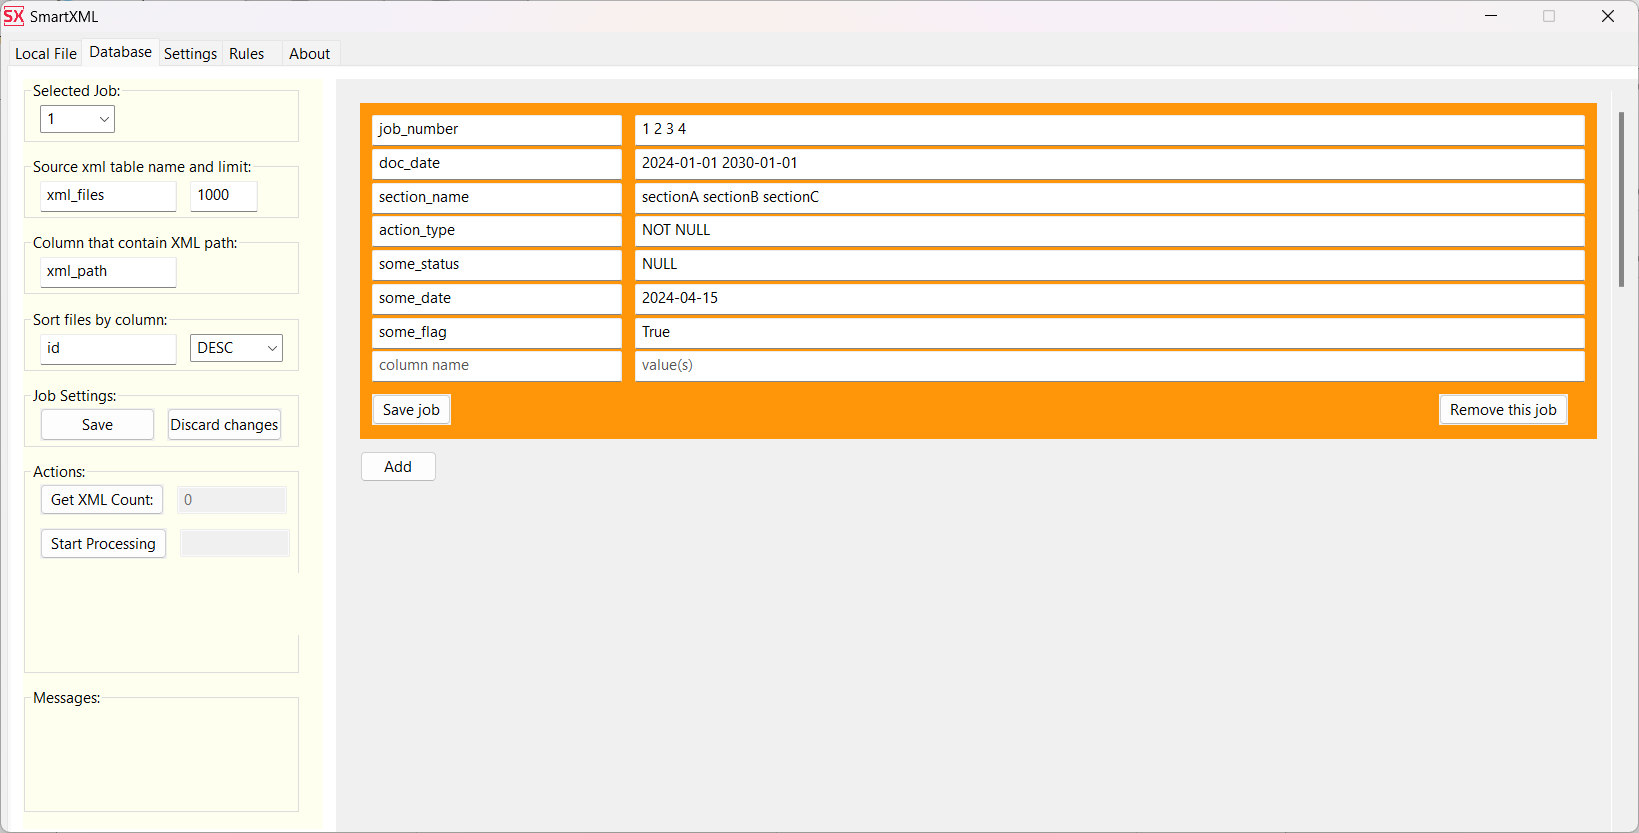 SX SmartXML
Local File Database Settings Rules About
Selected Job:
1
Source xml table name and limit:
xml_files 1000
Column that contain XML path:
xml_path
Sort files by column:
id DESC
Job Settings:
Save Discard changes
Actions:
Get XML Count: 0
Start Processing
Messages:
job_number 1 2 3 4
doc_date 2024-01-01 2030-01-01
section_name sectionA sectionB sectionC
action_type NOT NULL
some_status NULL
some_date 2024-04-15
some_flag True
column name value(s)
Save job Remove this job
Add